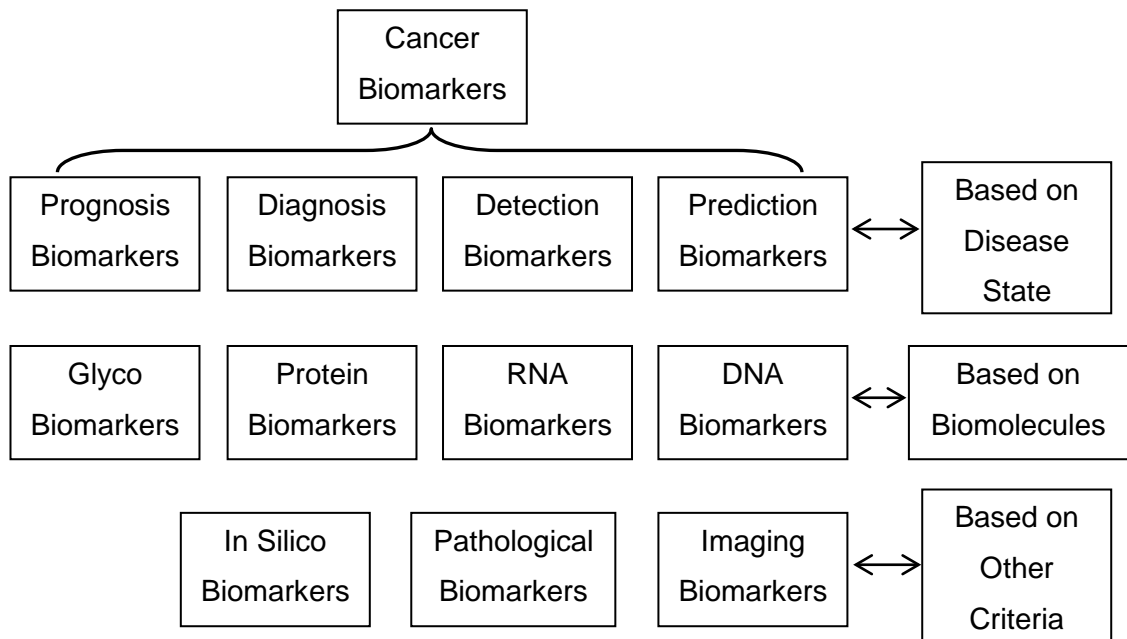 Cancer
Biomarkers
Prognosis
Biomarkers
Diagnosis
Biomarkers
Detection
Biomarkers
Prediction
Biomarkers
Based on
Disease
State
Glyco
Biomarkers
Protein
Biomarkers
RNA
Biomarkers
DNA
Biomarkers
Based on
Biomolecules
In Silico
Biomarkers
Pathological
Biomarkers
Imaging
Biomarkers
Based on
Other
Criteria